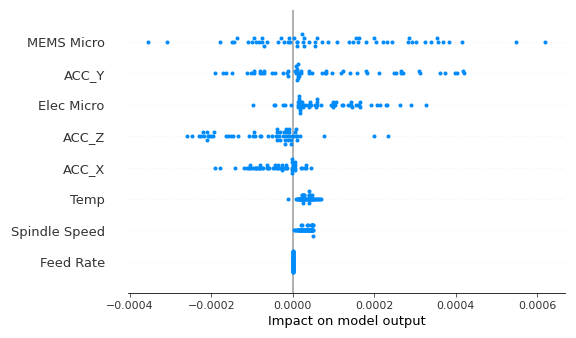 MEMS Micro
ACC_Y
Elec Micro
ACC_Z
ACC_X
Temp
Spindle Speed
Feed Rate
−0.0004 −0.0002 0.0000 0.0002 0.0004 0.0006
Impact on model output